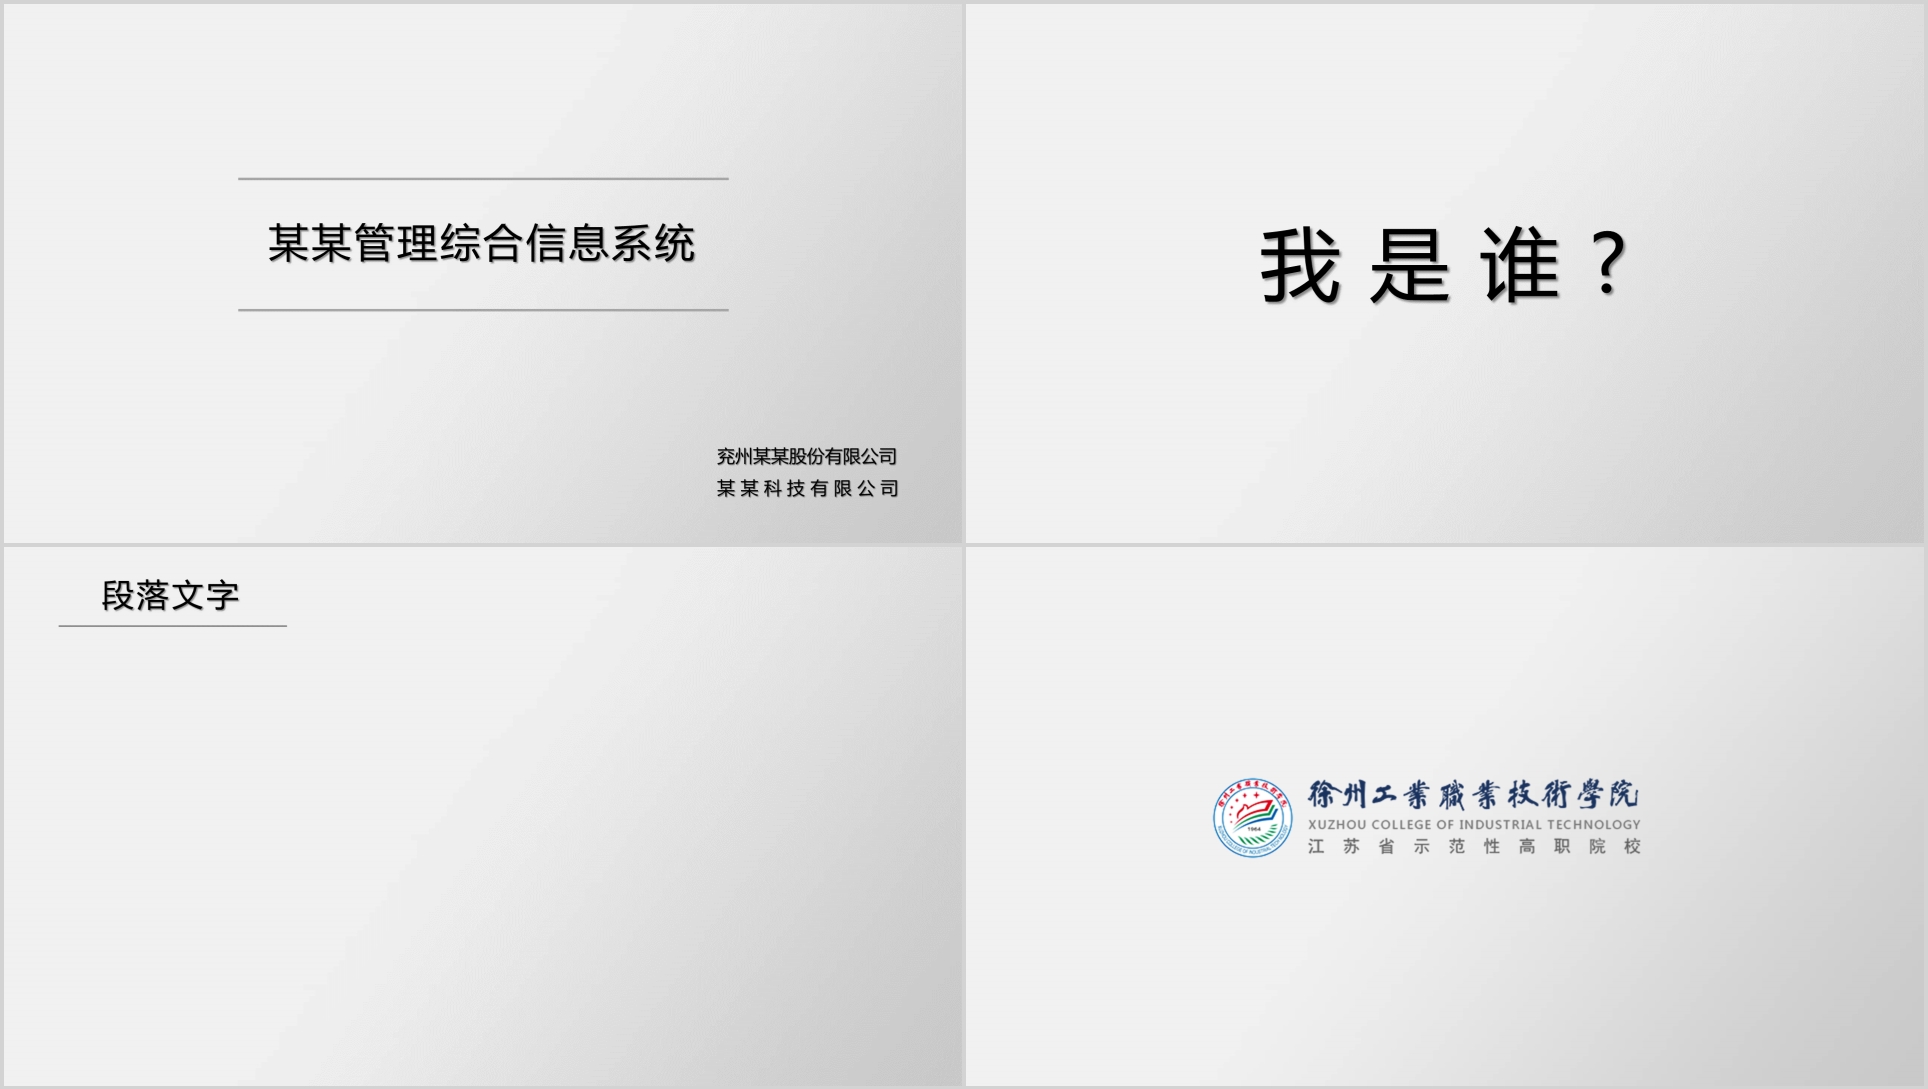 某某管理综合信息系统
兖州某某股份有限公司
某某科技有限公司
我是谁？
段落文字
徐州工業職業技術學院
XUZHOU COLLEGE OF INDUSTRIAL TECHNOLOGY
江苏省示范性高职院校
1964